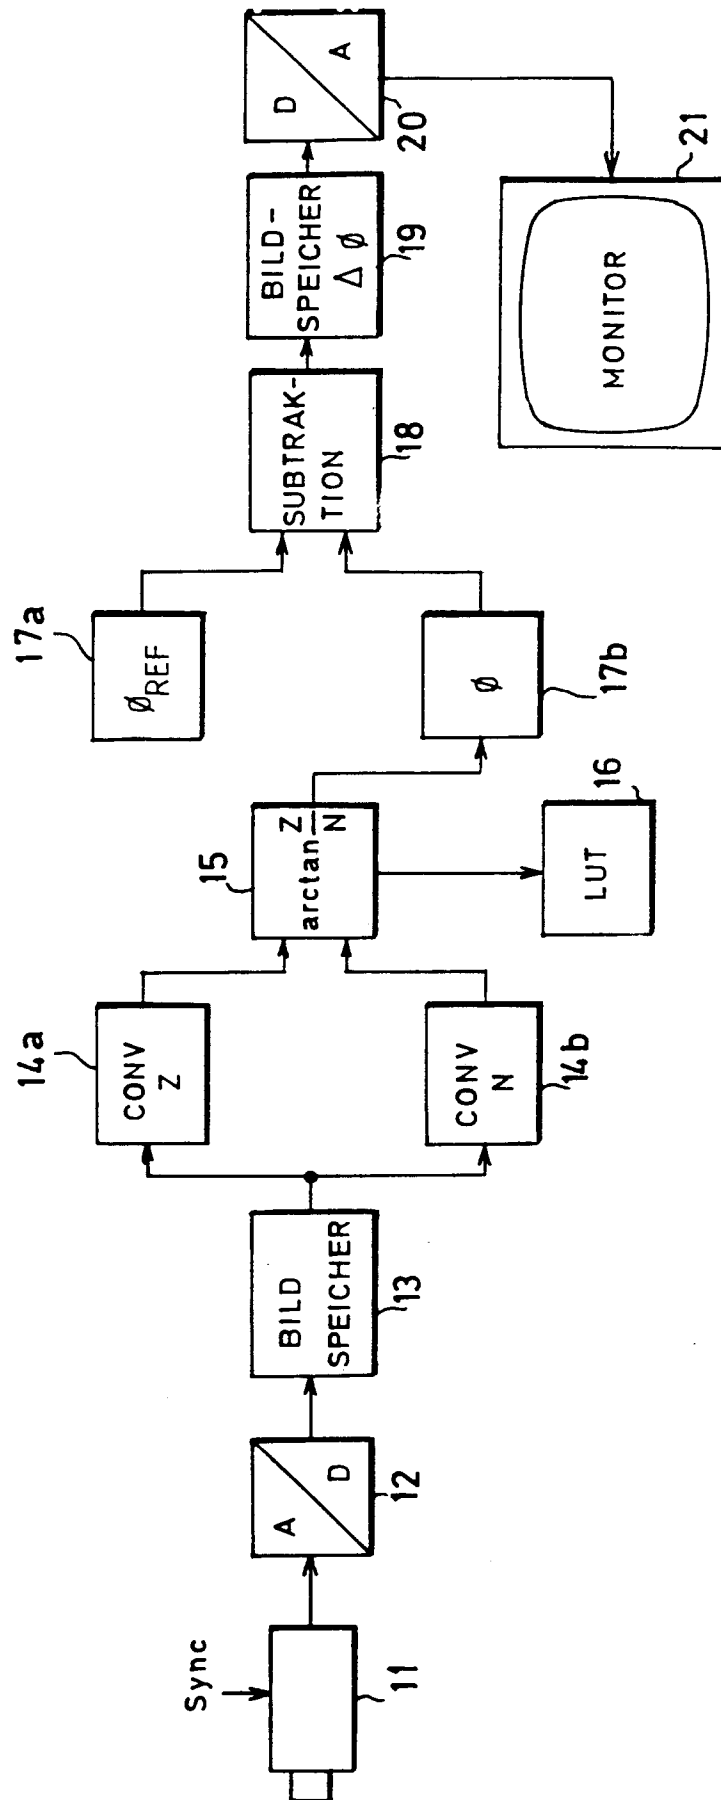 Sync
11
A
D
12
BILD
SPEICHER
13
14a
CONV
Z
CONV
N
14b
15
arctan Z/N
LUT
16
17a
ØREF
Ø
17b
SUBTRAK-
TION
18
BILD-
SPEICHER
Δ Ø
19
D
A
20
MONITOR
21